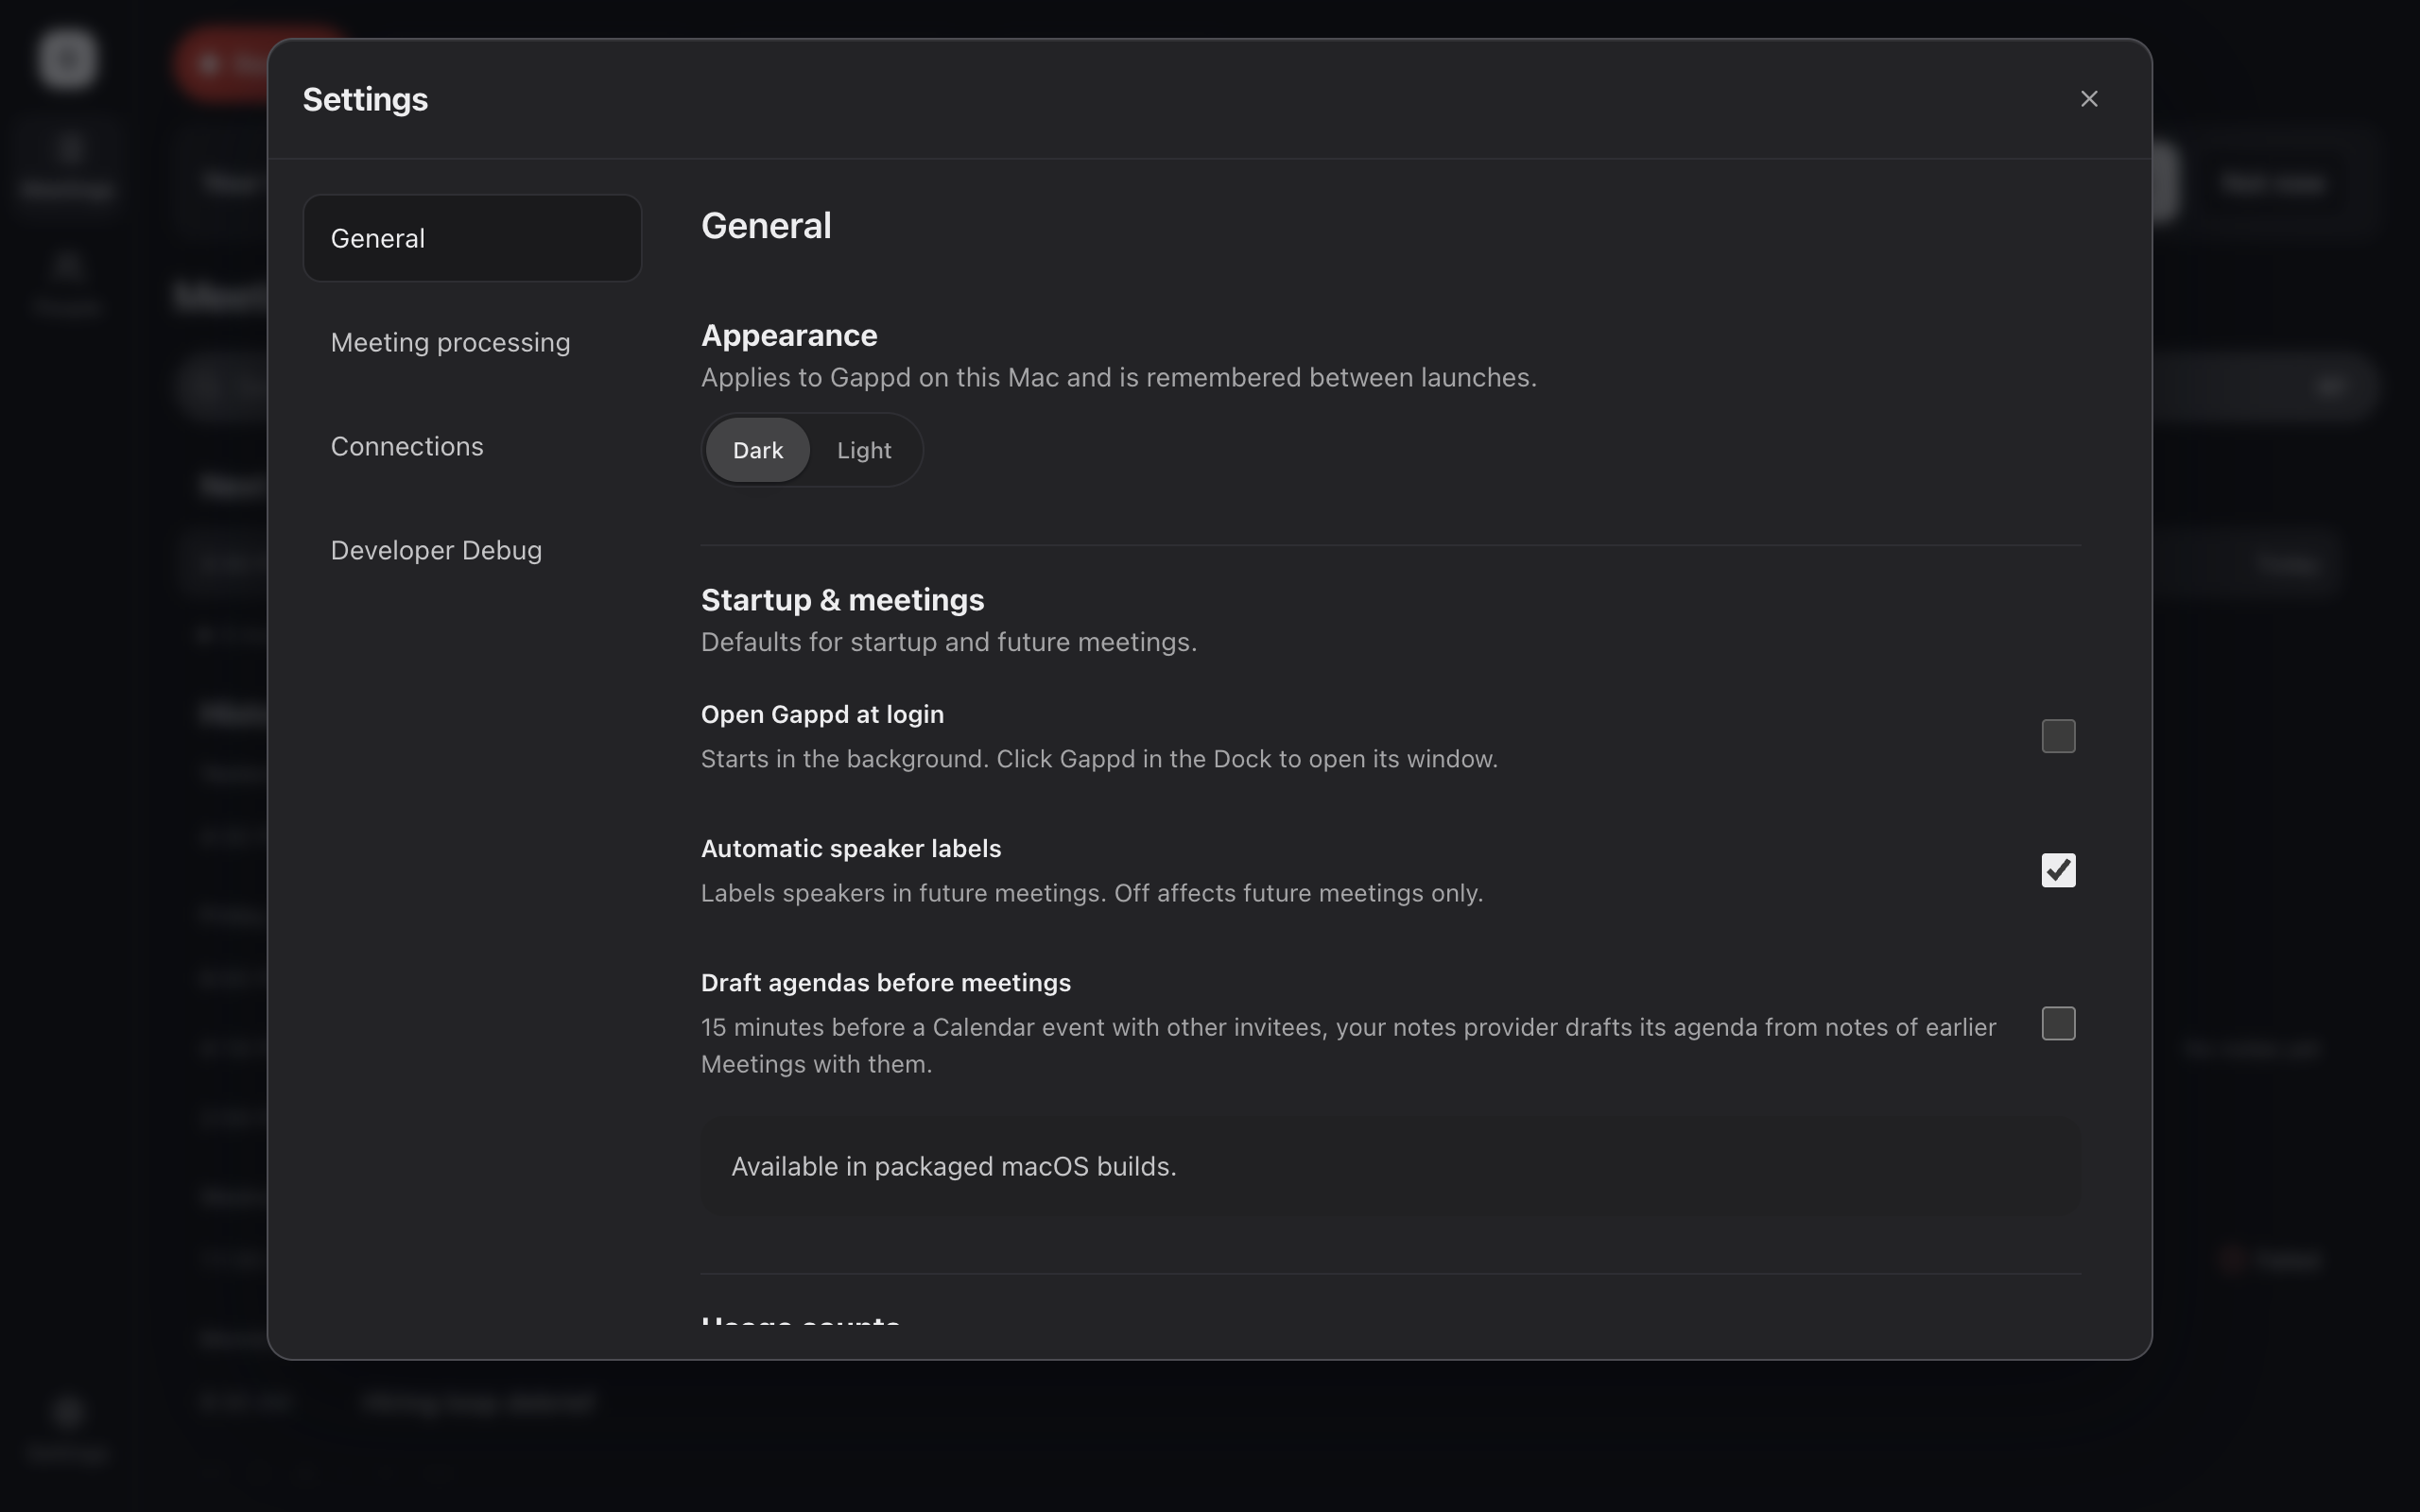 Settings
General
Meeting processing
Connections
Developer Debug
General
Appearance
Applies to Gappd on this Mac and is remembered between launches.
Dark
Light
Startup & meetings
Defaults for startup and future meetings.
Open Gappd at login
Starts in the background. Click Gappd in the Dock to open its window.
Automatic speaker labels
Labels speakers in future meetings. Off affects future meetings only.
Draft agendas before meetings
15 minutes before a Calendar event with other invitees, your notes provider drafts its agenda from notes of earlier
Meetings with them.
Available in packaged macOS builds.
Usage counts